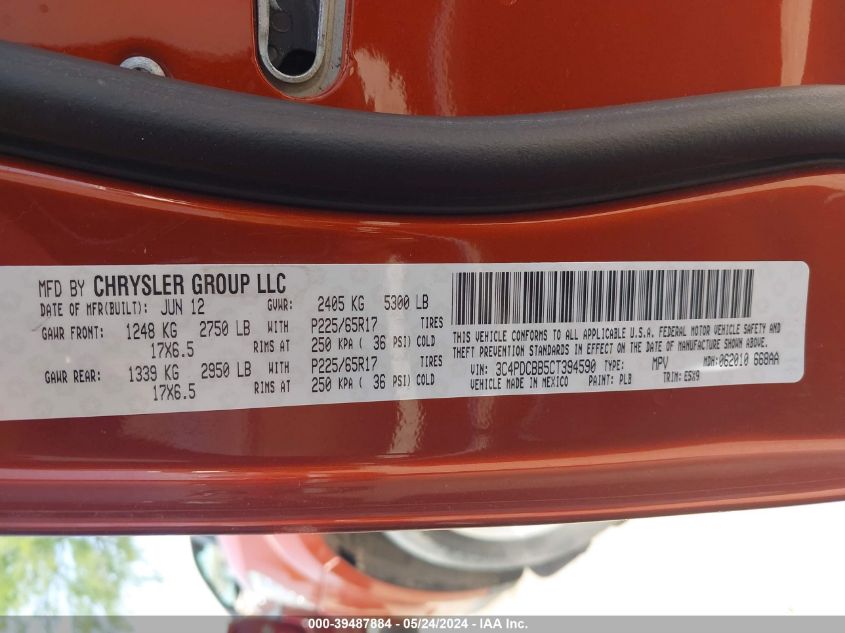 MFD BY CHRYSLER GROUP LLC
DATE OF MFR(BUILT): JUN 12 GVWR: 2405 KG 5300 LB
GAWR FRONT: 1248 KG 2750 LB WITH P225/65R17 TIRES
17X6.5 RIMS AT 250 KPA ( 36 PSI) COLD
GAWR REAR: 1339 KG 2950 LB WITH P225/65R17 TIRES
17X6.5 RIMS AT 250 KPA ( 36 PSI) COLD
THIS VEHICLE CONFORMS TO ALL APPLICABLE U.S.A. FEDERAL MOTOR VEHICLE SAFETY AND
THEFT PREVENTION STANDARDS IN EFFECT ON THE DATE OF MANUFACTURE SHOWN ABOVE.
VIN: 3C4PDCBB5CT394590 TYPE: MPV MDH: 062010 668AA
VEHICLE MADE IN MEXICO PAINT: PLB TRIM: E5X9
000-39487884 - 05/24/2024 - IAA Inc.